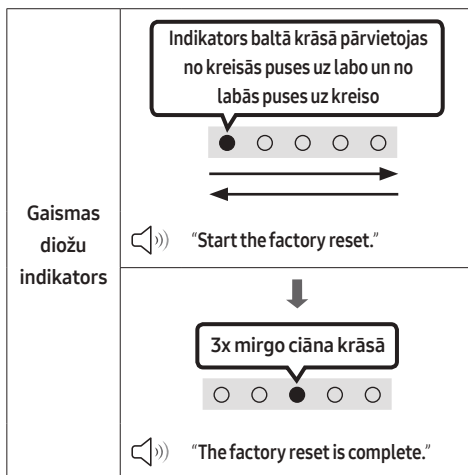 Gaismas
diožu
indikators
Indikators baltā krāsā pārvietojas
no kreisās puses uz labo un no
labās puses uz kreiso
“Start the factory reset.”
3x mirgo ciāna krāsā
“The factory reset is complete.”